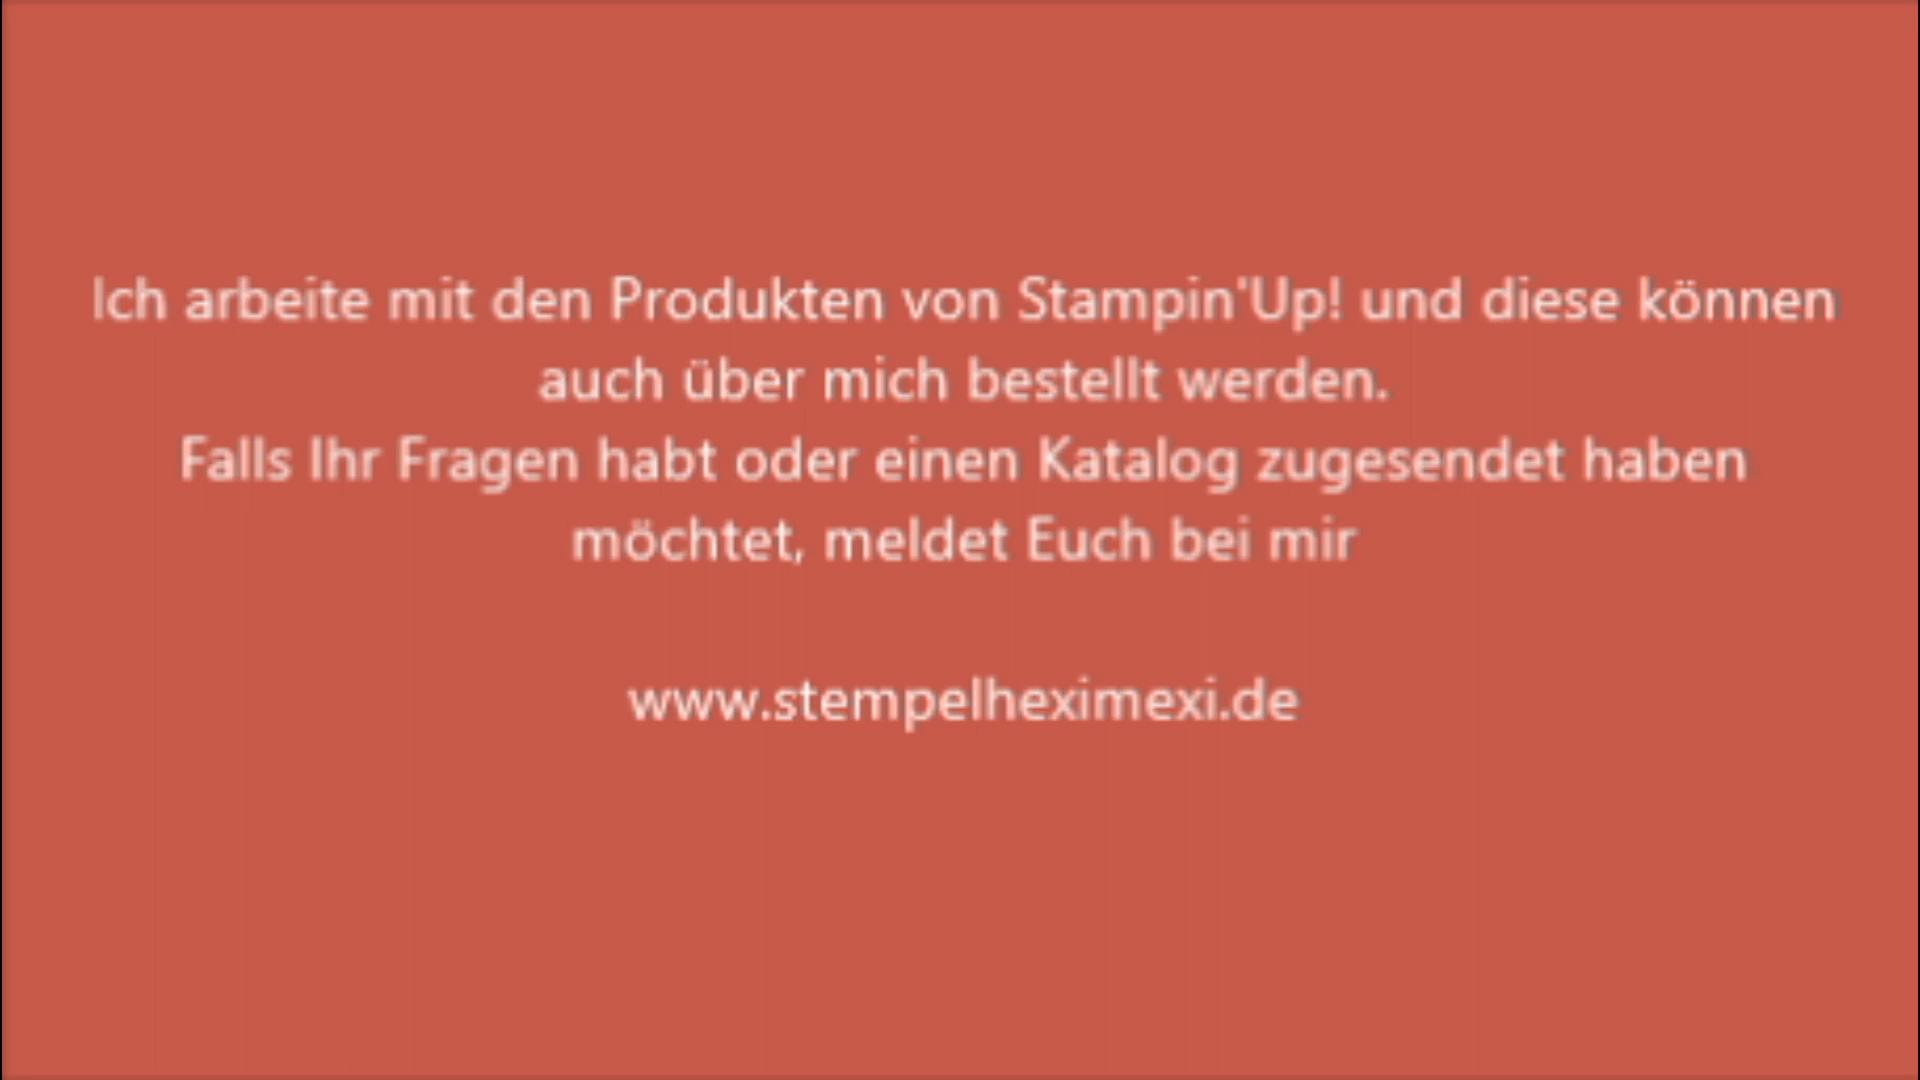 Ich arbeite mit den Produkten von Stampin'Up! und diese können
auch über mich bestellt werden.
Falls Ihr Fragen habt oder einen Katalog zugesendet haben
möchtet, meldet Euch bei mir
www.stempelheximexi.de